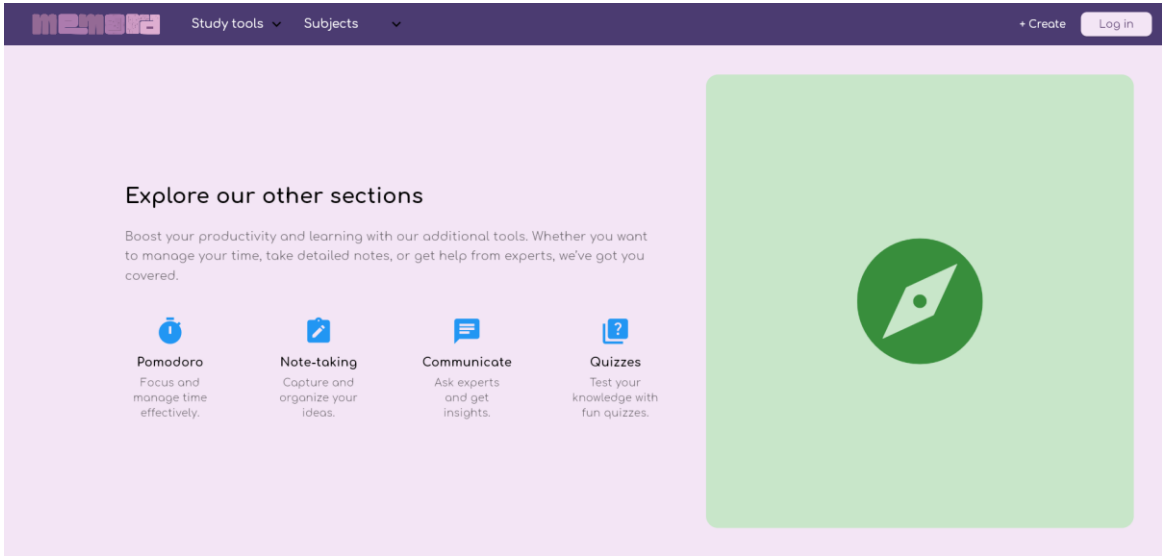 memora
Study tools
Subjects
+ Create
Log in
Explore our other sections
Boost your productivity and learning with our additional tools. Whether you want
to manage your time, take detailed notes, or get help from experts, we've got you
covered.
Pomodoro
Focus and
manage time
effectively.
Note-taking
Capture and
organize your
ideas.
Communicate
Ask experts
and get
insights.
Quizzes
Test your
knowledge with
fun quizzes.